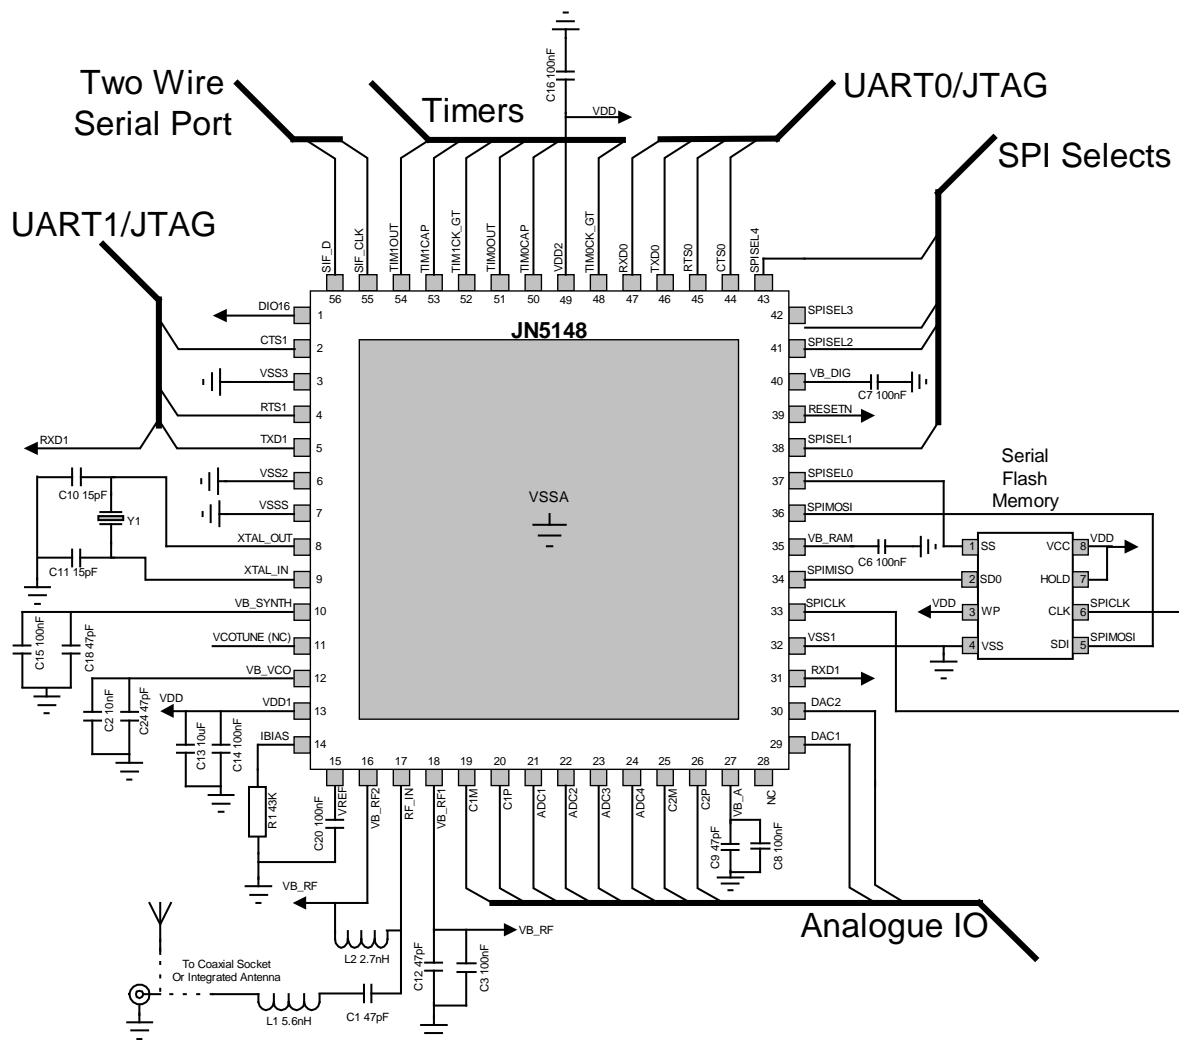 C16 100nF
VDD
Two Wire
Serial Port
Timers
UART0/JTAG
SPI Selects
UART1/JTAG
SIF_D
SIF_CLK
TIM1OUT
TIM1CAP
TIM1CK_GT
TIM0OUT
TIM0CAP
VDD2
TIM0CK_GT
RXD0
TXD0
RTS0
CTS0
SPISEL4
56
55
54
53
52
51
50
49
48
47
46
45
44
43
JN5148
VSSA
DIO16
1
CTS1
2
VSS3
3
RTS1
4
RXD1
TXD1
5
VSS2
6
C10 15pF
VSSS
7
Y1
XTAL_OUT
8
C11 15pF
XTAL_IN
9
VB_SYNTH
10
C15 100nF
C18 47pF
VCOTUNE (NC)
11
VB_VCO
12
C2 10nF
C24 47pF
VDD
VDD1
13
C13 10uF
C14 100nF
IBIAS
14
R1 43K
42
SPISEL3
41
SPISEL2
40
VB_DIG
C7 100nF
39
RESETN
38
SPISEL1
37
SPISEL0
36
SPIMOSI
35
VB_RAM
C6 100nF
34
SPIMISO
33
SPICLK
32
VSS1
31
RXD1
30
DAC2
29
DAC1
Serial
Flash
Memory
1
SS
VCC
8
VDD
2
SD0
HOLD
7
VDD
3
WP
CLK
6
SPICLK
4
VSS
SDI
5
SPIMOSI
15
16
17
18
19
20
21
22
23
24
25
26
27
28
VREF
VB_RF2
RF_IN
VB_RF1
C1M
C1P
ADC1
ADC2
ADC3
ADC4
C2M
C2P
VB_A
NC
C20 100nF
C9 47pF
C8 100nF
VB_RF
Analogue IO
VB_RF
L2 2.7nH
C12 47pF
C3 100nF
To Coaxial Socket
Or Integrated Antenna
L1 5.6nH
C1 47pF